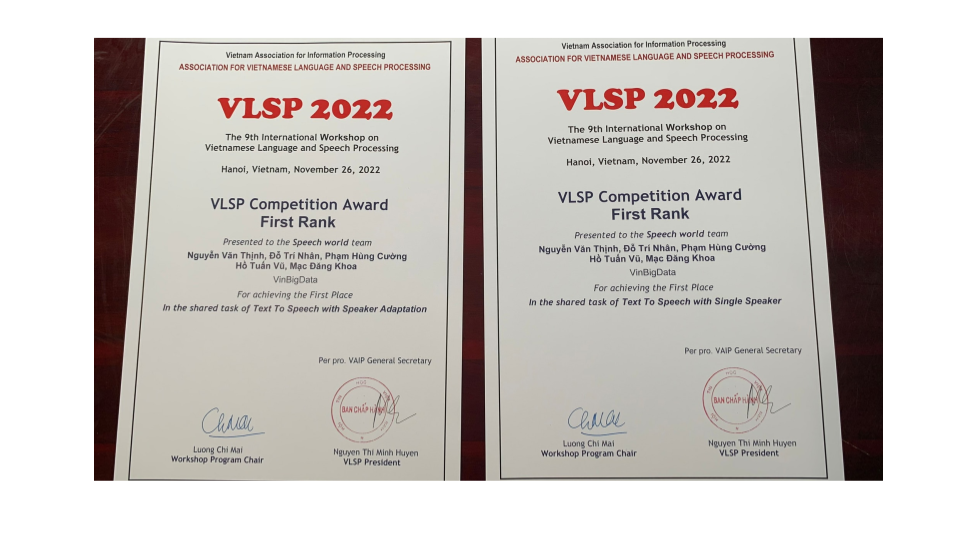 Vietnam Association for Information Processing
ASSOCIATION FOR VIETNAMESE LANGUAGE AND SPEECH PROCESSING
VLSP 2022
The 9th International Workshop on
Vietnamese Language and Speech Processing
Hanoi, Vietnam, November 26, 2022
VLSP Competition Award
First Rank
Presented to the Speech world team
Nguyễn Văn Thịnh, Đỗ Trí Nhân, Phạm Hùng Cường
Hồ Tuấn Vũ, Mạc Đăng Khoa
VinBigData
For achieving the First Place
In the shared task of Text To Speech with Speaker Adaptation
Per pro. VAIP General Secretary
BAN CHẤP HÀNH
Luong Chi Mai
Workshop Program Chair
Nguyen Thi Minh Huyen
VLSP President
Vietnam Association for Information Processing
ASSOCIATION FOR VIETNAMESE LANGUAGE AND SPEECH PROCESSING
VLSP 2022
The 9th International Workshop on
Vietnamese Language and Speech Processing
Hanoi, Vietnam, November 26, 2022
VLSP Competition Award
First Rank
Presented to the Speech world team
Nguyễn Văn Thịnh, Đỗ Trí Nhân, Phạm Hùng Cường
Hồ Tuấn Vũ, Mạc Đăng Khoa
VinBigData
For achieving the First Place
In the shared task of Text To Speech with Single Speaker
Per pro. VAIP General Secretary
BAN CHẤP HÀNH
Luong Chi Mai
Workshop Program Chair
Nguyen Thi Minh Huyen
VLSP President